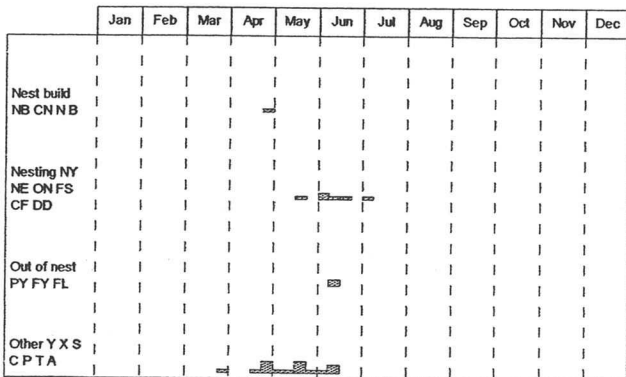 Jan Feb Mar Apr May Jun Jul Aug Sep Oct Nov Dec
Nest build
NB CN N B
Nesting NY
NE ON FS
CF DD
Out of nest
PY FY FL
Other Y X S
C P T A